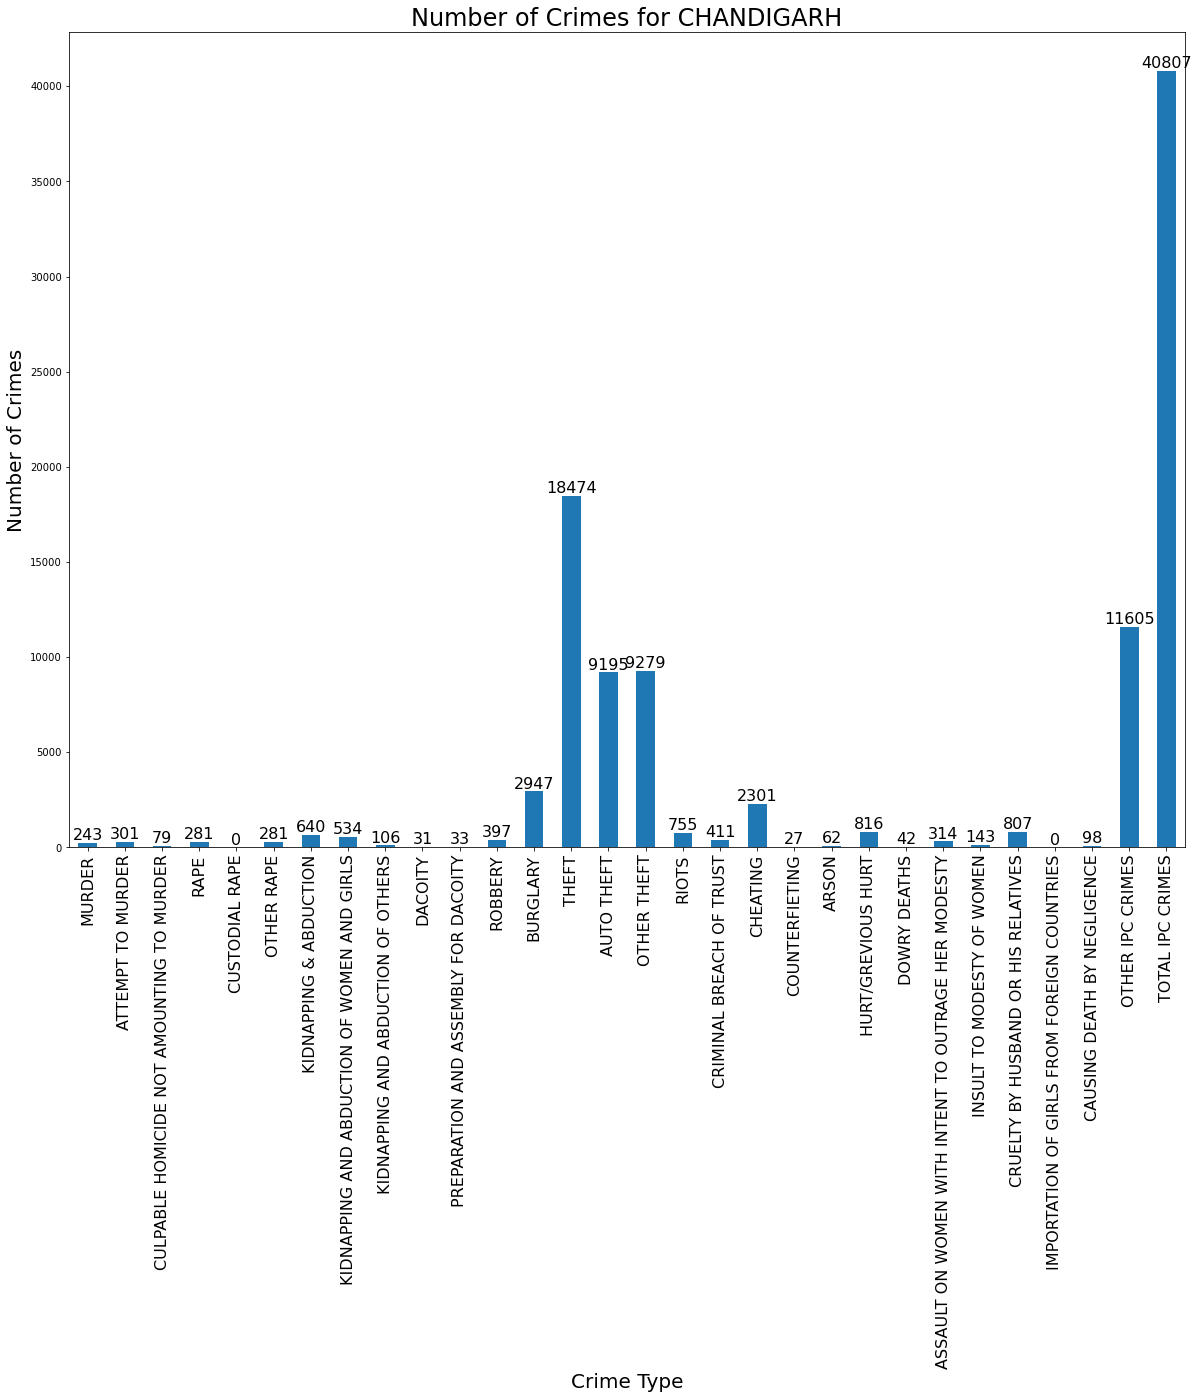 Number of Crimes for CHANDIGARH
Number of Crimes
40000
35000
30000
25000
20000
15000
10000
5000
0
243
301
79
281
0
281
640
534
106
31
33
397
2947
18474
9195
9279
755
411
2301
27
62
816
42
314
143
807
0
98
11605
40807
MURDER
ATTEMPT TO MURDER
CULPABLE HOMICIDE NOT AMOUNTING TO MURDER
RAPE
CUSTODIAL RAPE
OTHER RAPE
KIDNAPPING & ABDUCTION
KIDNAPPING AND ABDUCTION OF WOMEN AND GIRLS
KIDNAPPING AND ABDUCTION OF OTHERS
DACOITY
PREPARATION AND ASSEMBLY FOR DACOITY
ROBBERY
BURGLARY
THEFT
AUTO THEFT
OTHER THEFT
RIOTS
CRIMINAL BREACH OF TRUST
CHEATING
COUNTERFIETING
ARSON
HURT/GREVIOUS HURT
DOWRY DEATHS
ASSAULT ON WOMEN WITH INTENT TO OUTRAGE HER MODESTY
INSULT TO MODESTY OF WOMEN
CRUELTY BY HUSBAND OR HIS RELATIVES
IMPORTATION OF GIRLS FROM FOREIGN COUNTRIES
CAUSING DEATH BY NEGLIGENCE
OTHER IPC CRIMES
TOTAL IPC CRIMES
Crime Type